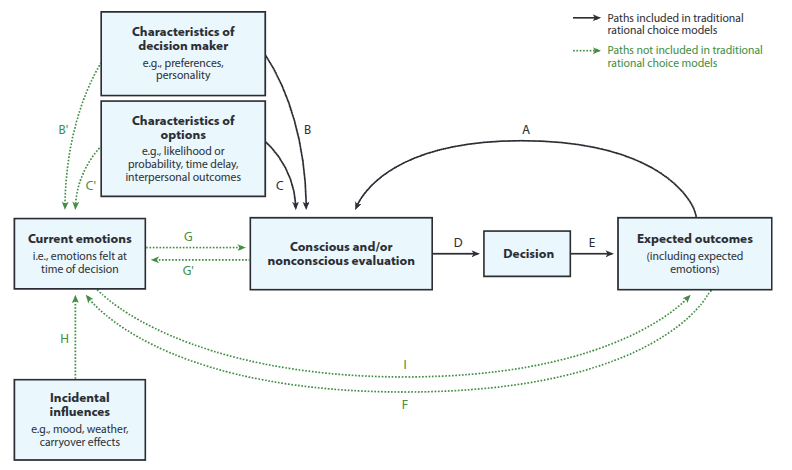 Characteristics of
decision maker
e.g., preferences,
personality
Paths included in traditional
rational choice models
Paths not included in traditional
rational choice models
Characteristics of
options
e.g., likelihood or
probability, time delay,
interpersonal outcomes
B'
B
A
C'
C
Current emotions
i.e., emotions felt at
time of decision
G
G'
Conscious and/or
nonconscious evaluation
D
Decision
E
Expected outcomes
(including expected
emotions)
H
I
F
Incidental
influences
e.g., mood, weather,
carryover effects